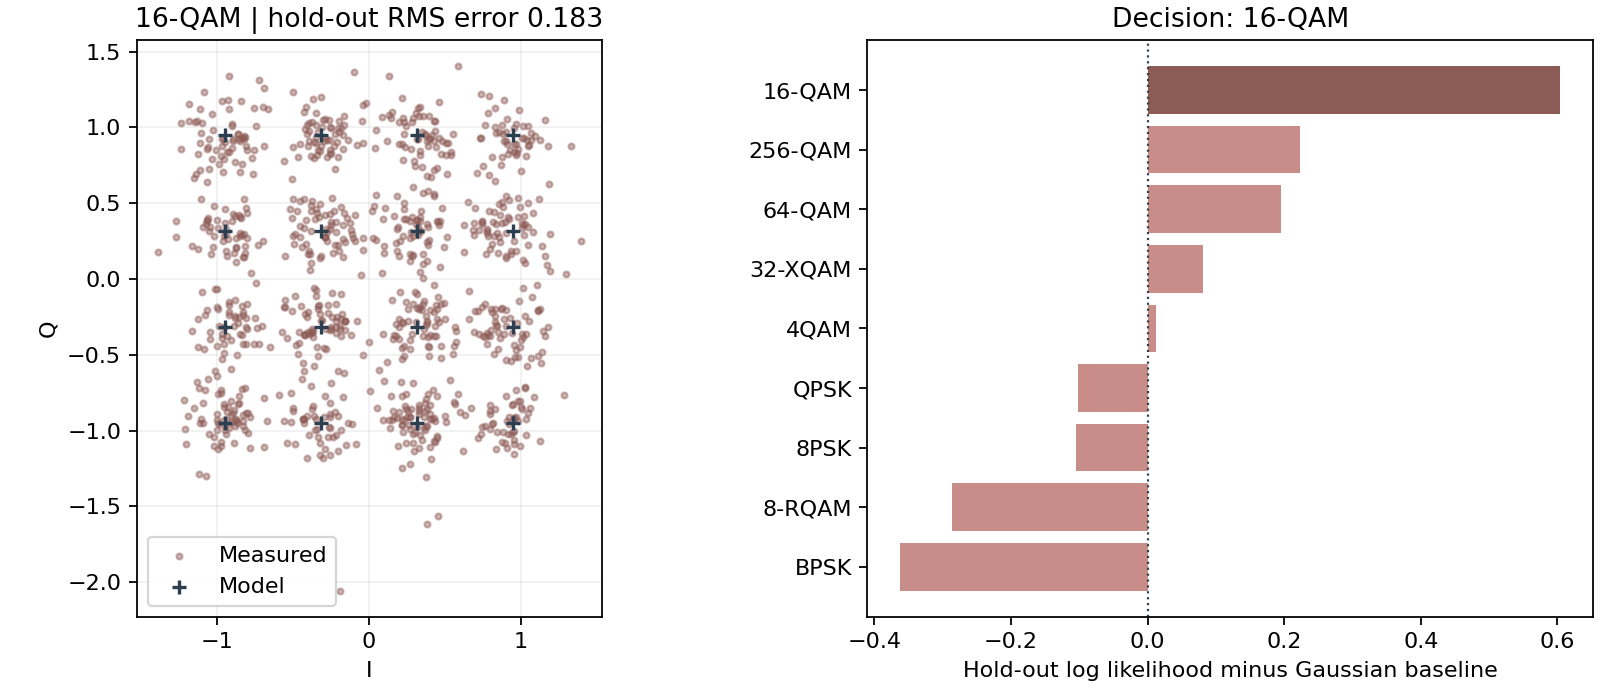 16-QAM | hold-out RMS error 0.183
1.5
1.0
0.5
0.0
−0.5
−1.0
−1.5
−2.0
Q
Measured
Model
−1
0
1
I
Decision: 16-QAM
16-QAM
256-QAM
64-QAM
32-XQAM
4QAM
QPSK
8PSK
8-RQAM
BPSK
−0.4
−0.2
0.0
0.2
0.4
0.6
Hold-out log likelihood minus Gaussian baseline